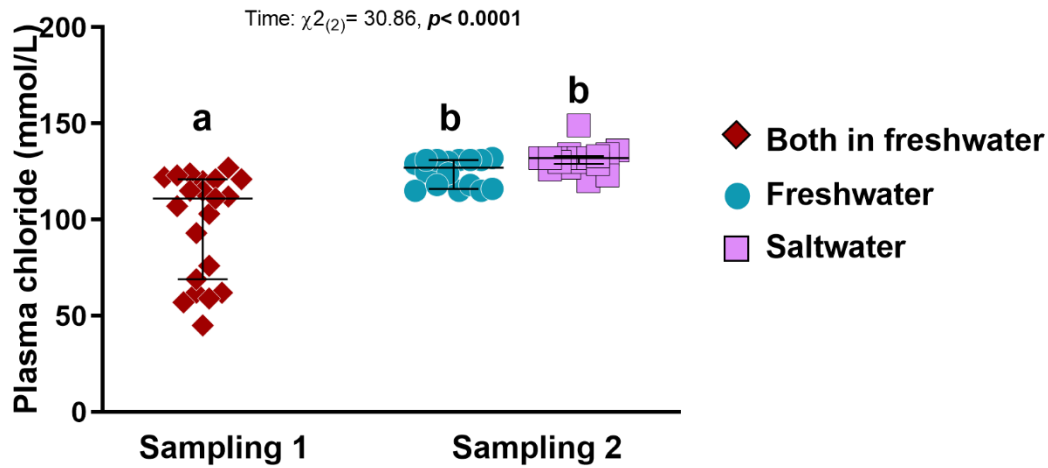 Time: χ2(2)= 30.86, p< 0.0001
Plasma chloride (mmol/L)
200
150
100
50
0
a
b
b
Sampling 1
Sampling 2
Both in freshwater
Freshwater
Saltwater